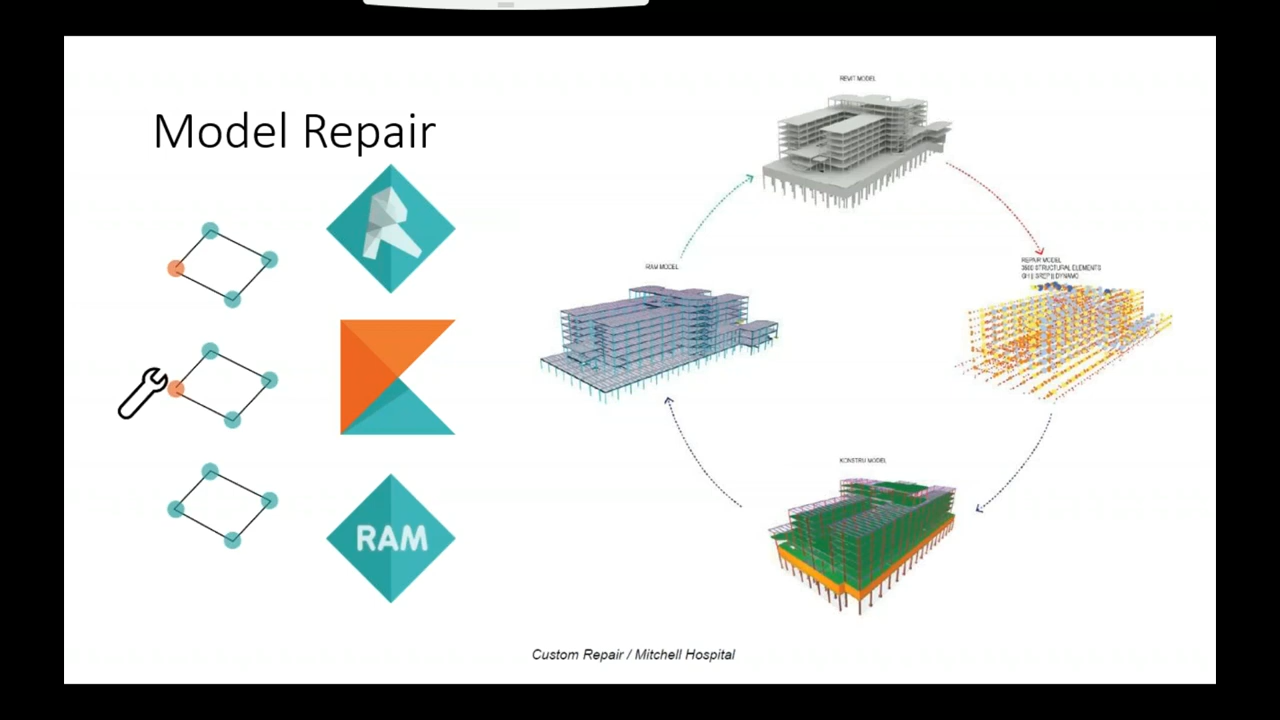 Model Repair
REVIT MODEL
RAM MODEL
REPAIR MODEL
3600 STRUCTURAL ELEMENTS
KONSTRU MODEL
RAM
Custom Repair / Mitchell Hospital